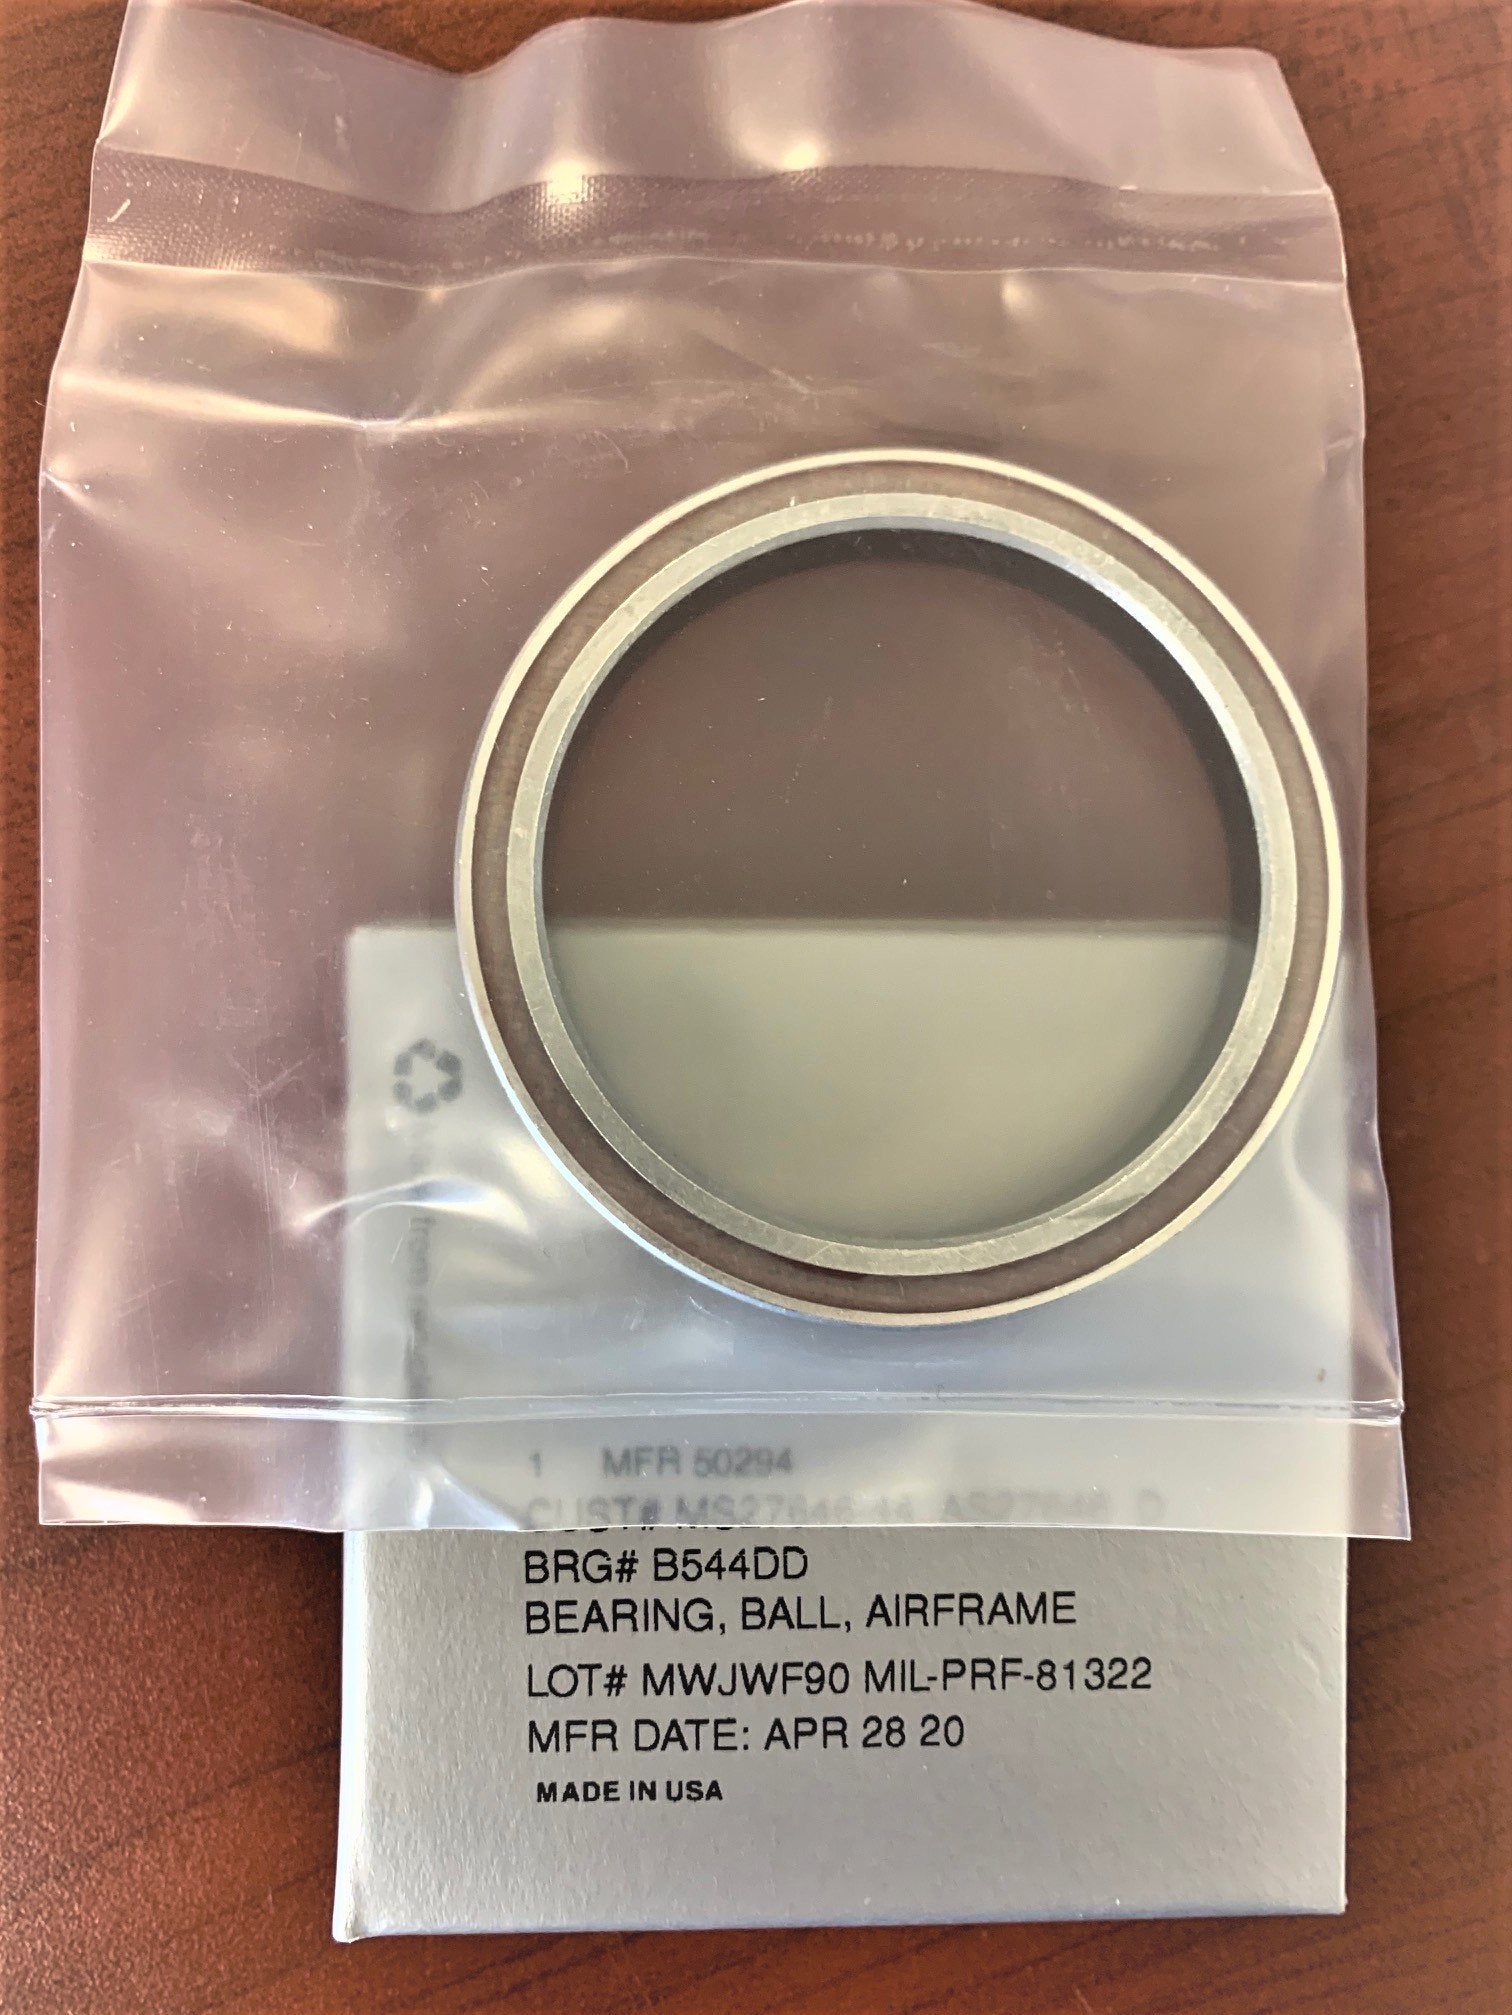 1 MFR 50294
CUST#
BRG# B544DD
BEARING, BALL, AIRFRAME
LOT# MWJWF90 MIL-PRF-81322
MFR DATE: APR 28 20
MADE IN USA